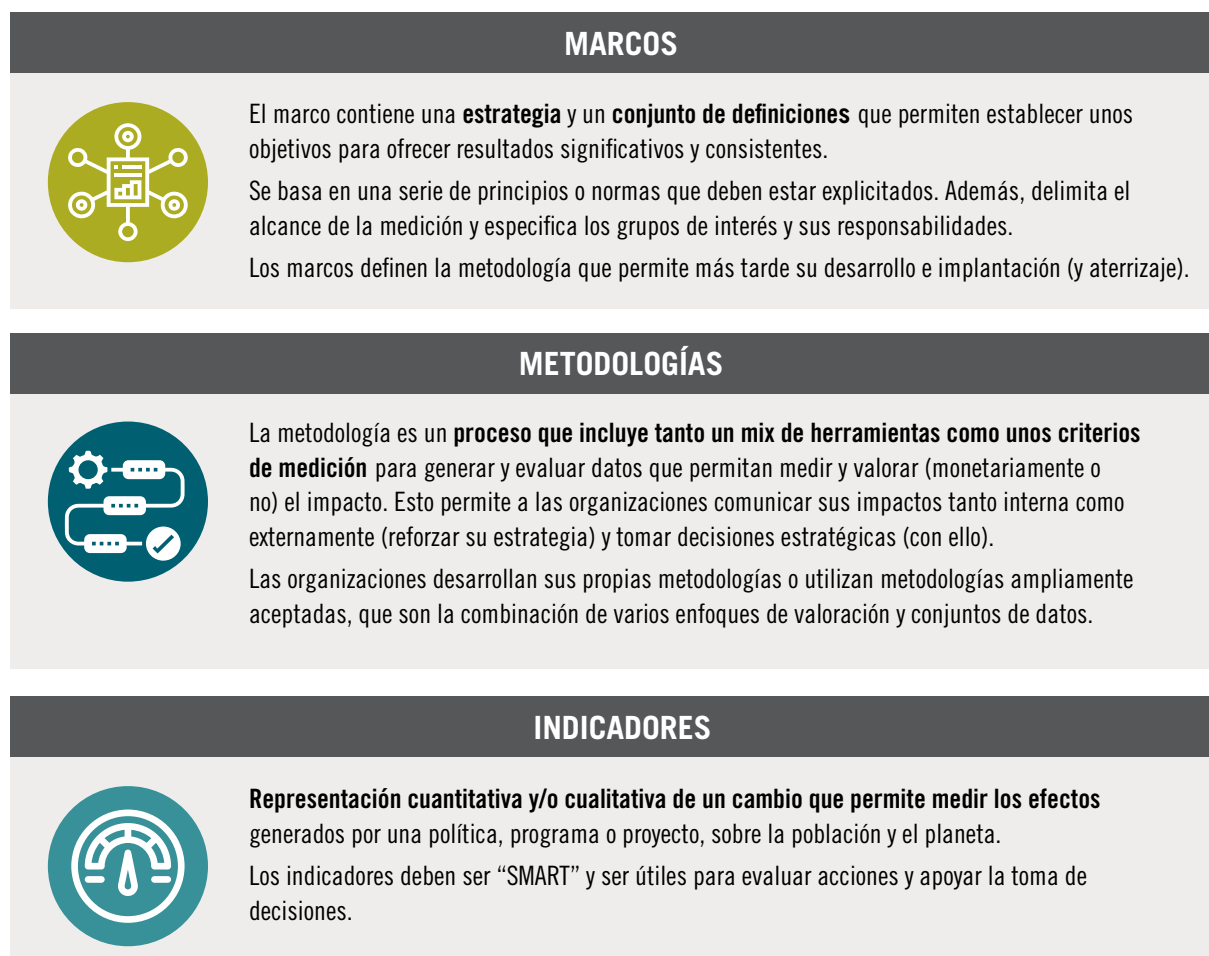 MARCOS
El marco contiene una estrategia y un conjunto de definiciones que permiten establecer unos
objetivos para ofrecer resultados significativos y consistentes.
Se basa en una serie de principios o normas que deben estar explicitados. Además, delimita el
alcance de la medición y especifica los grupos de interés y sus responsabilidades.
Los marcos definen la metodología que permite más tarde su desarrollo e implantación (y aterrizaje).
METODOLOGÍAS
La metodología es un proceso que incluye tanto un mix de herramientas como unos criterios
de medición para generar y evaluar datos que permitan medir y valorar (monetariamente o
no) el impacto. Esto permite a las organizaciones comunicar sus impactos tanto interna como
externamente (reforzar su estrategia) y tomar decisiones estratégicas (con ello).
Las organizaciones desarrollan sus propias metodologías o utilizan metodologías ampliamente
aceptadas, que son la combinación de varios enfoques de valoración y conjuntos de datos.
INDICADORES
Representación cuantitativa y/o cualitativa de un cambio que permite medir los efectos
generados por una política, programa o proyecto, sobre la población y el planeta.
Los indicadores deben ser “SMART” y ser útiles para evaluar acciones y apoyar la toma de
decisiones.